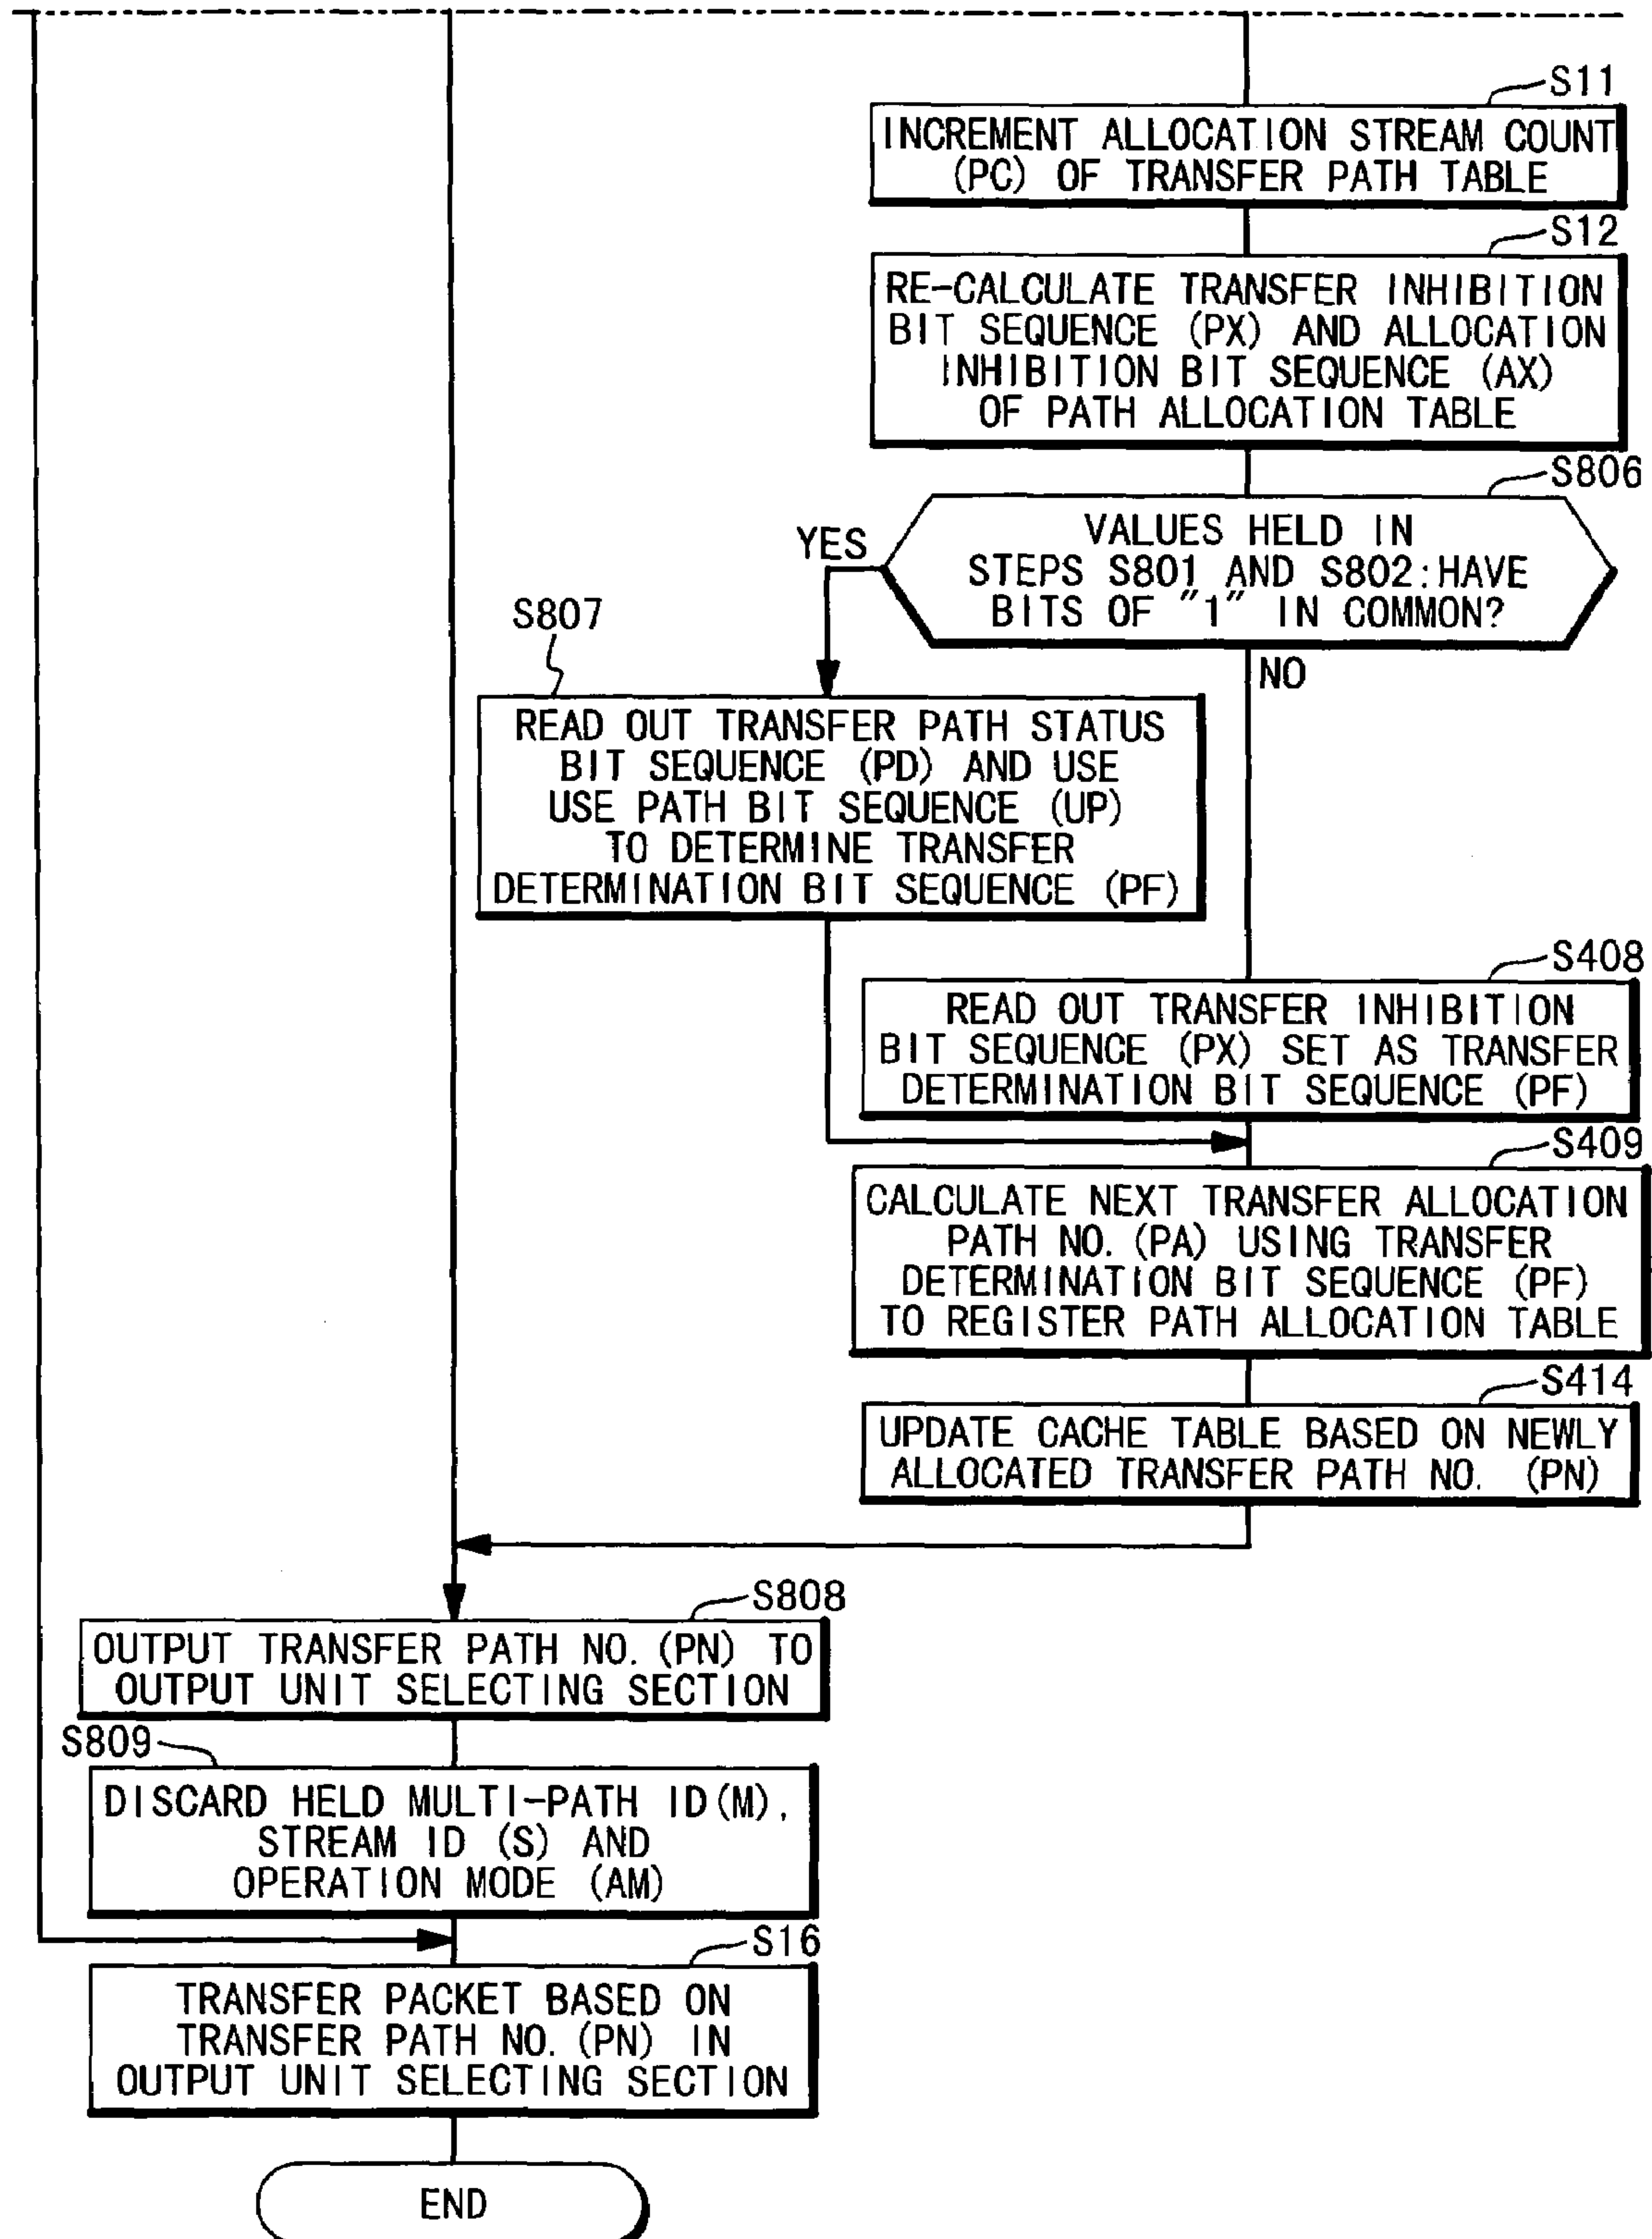 S11
INCREMENT ALLOCATION STREAM COUNT
(PC) OF TRANSFER PATH TABLE
S12
RE-CALCULATE TRANSFER INHIBITION
BIT SEQUENCE (PX) AND ALLOCATION
INHIBITION BIT SEQUENCE (AX)
OF PATH ALLOCATION TABLE
S806
VALUES HELD IN
STEPS S801 AND S802:HAVE
BITS OF "1" IN COMMON?
YES
NO
S807
READ OUT TRANSFER PATH STATUS
BIT SEQUENCE (PD) AND USE
USE PATH BIT SEQUENCE (UP)
TO DETERMINE TRANSFER
DETERMINATION BIT SEQUENCE (PF)
S408
READ OUT TRANSFER INHIBITION
BIT SEQUENCE (PX) SET AS TRANSFER
DETERMINATION BIT SEQUENCE (PF)
S409
CALCULATE NEXT TRANSFER ALLOCATION
PATH NO. (PA) USING TRANSFER
DETERMINATION BIT SEQUENCE (PF)
TO REGISTER PATH ALLOCATION TABLE
S414
UPDATE CACHE TABLE BASED ON NEWLY
ALLOCATED TRANSFER PATH NO. (PN)
S808
OUTPUT TRANSFER PATH NO. (PN) TO
OUTPUT UNIT SELECTING SECTION
S809
DISCARD HELD MULTI-PATH ID(M),
STREAM ID (S) AND
OPERATION MODE (AM)
S16
TRANSFER PACKET BASED ON
TRANSFER PATH NO. (PN) IN
OUTPUT UNIT SELECTING SECTION
END